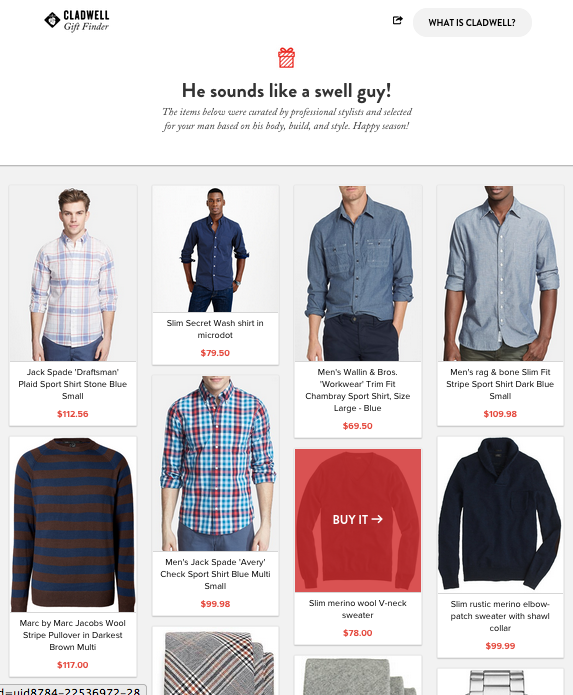 CLADWELL
Gift Finder
WHAT IS CLADWELL?
He sounds like a swell guy!
The items below were curated by professional stylists and selected
for your man based on his body, build, and style. Happy season!
Jack Spade 'Draftsman'
Plaid Sport Shirt Stone Blue
Small
$112.56
Slim Secret Wash shirt in
microdot
$79.50
Men's Wallin & Bros.
'Workwear' Trim Fit
Chambray Sport Shirt, Size
Large - Blue
$69.50
Men's rag & bone Slim Fit
Stripe Sport Shirt Dark Blue
Small
$109.98
Marc by Marc Jacobs Wool
Stripe Pullover in Darkest
Brown Multi
$117.00
Men's Jack Spade 'Avery'
Check Sport Shirt Blue Multi
Small
$99.98
BUY IT →
Slim merino wool V-neck
sweater
$78.00
Slim rustic merino elbow-
patch sweater with shawl
collar
$99.99
d=uid8784-22536972-28